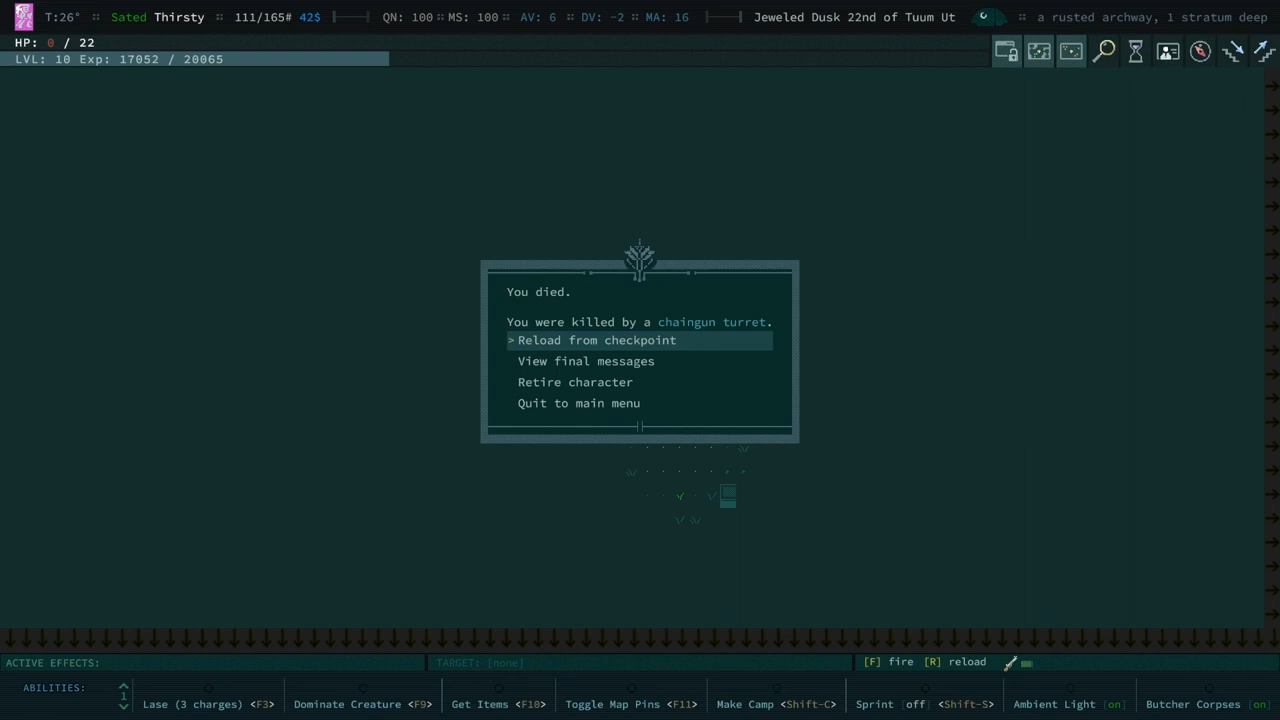 T:26° :: Sated Thirsty :: 111/165# 42$ QN: 100 :: MS: 100 :: AV: 6 :: DV: -2 :: MA: 16 Jeweled Dusk 22nd of Tuum Ut :: a rusted archway, 1 stratum deep
HP: 0 / 22
LVL: 10 Exp: 17052 / 20065
You died.
You were killed by a chaingun turret.
> Reload from checkpoint
View final messages
Retire character
Quit to main menu
ACTIVE EFFECTS: TARGET: [none] [F] fire [R] reload
ABILITIES: 1 Lase (3 charges) <F3> Dominate Creature <F9> Get Items <F10> Toggle Map Pins <F11> Make Camp <Shift-C> Sprint [off] <Shift-S> Ambient Light [on] Butcher Corpses [on]